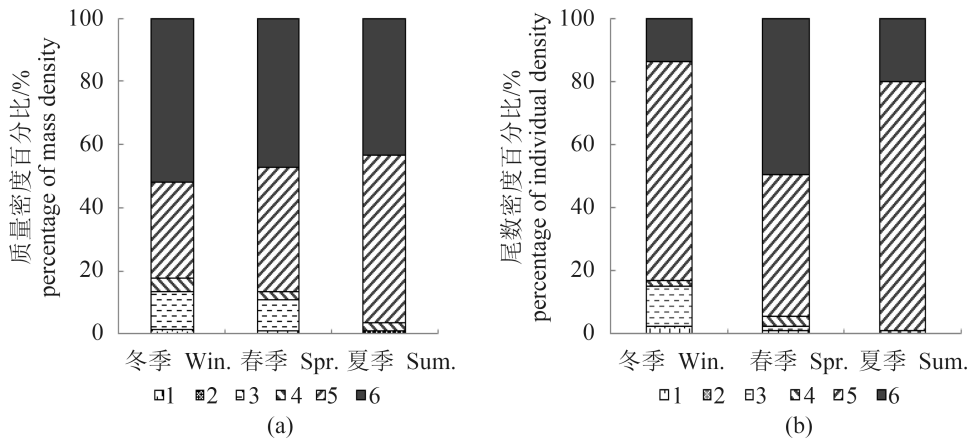 质量密度百分比/%
percentage of mass density
100
80
60
40
20
0
冬季 Win. 春季 Spr. 夏季 Sum.
1 2 3 4 5 6
(a)
尾数密度百分比/%
percentage of individual density
100
80
60
40
20
0
冬季 Win. 春季 Spr. 夏季 Sum.
1 2 3 4 5 6
(b)